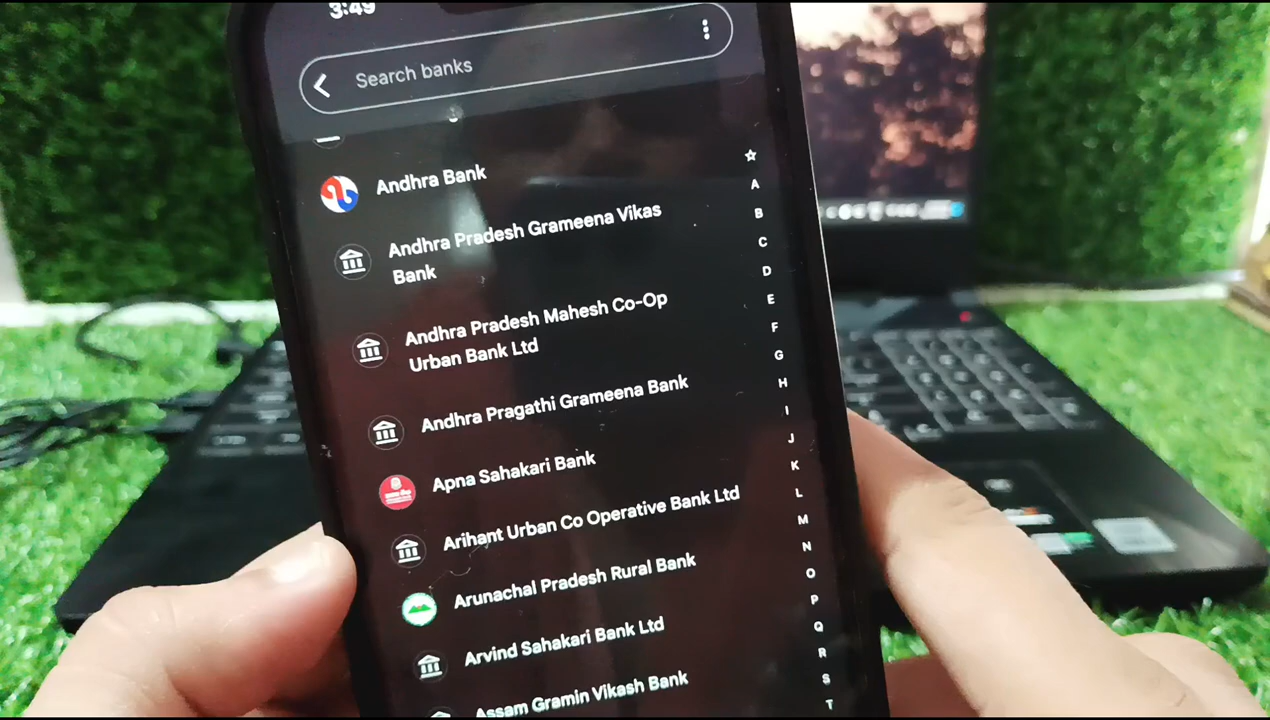 3:49
Search banks
Andhra Bank
Andhra Pradesh Grameena Vikas
Bank
Andhra Pradesh Mahesh Co-Op
Urban Bank Ltd
Andhra Pragathi Grameena Bank
Apna Sahakari Bank
Arihant Urban Co Operative Bank Ltd
Arunachal Pradesh Rural Bank
Arvind Sahakari Bank Ltd
Assam Gramin Vikash Bank
A
B
C
D
E
F
G
H
I
J
K
L
M
N
O
P
Q
R
S
T